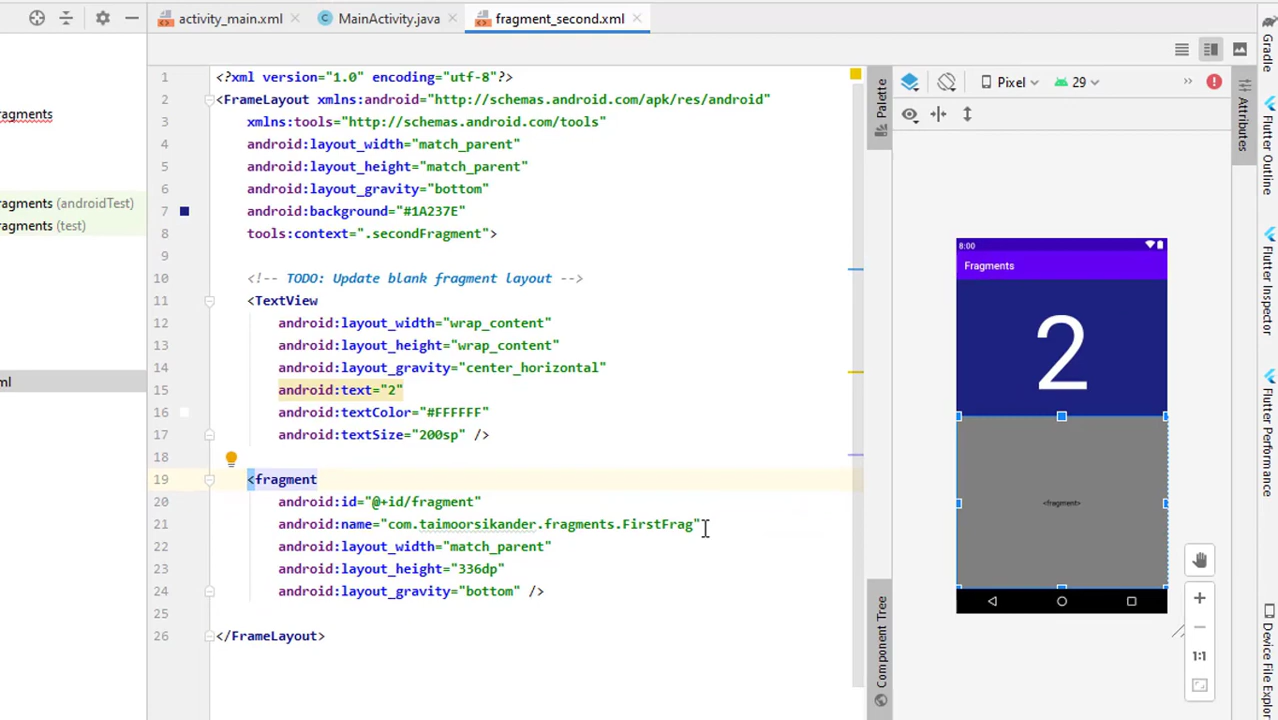 activity_main.xml
MainActivity.java
fragment_second.xml
agments
agments (androidTest)
agments (test)
ml
1 <?xml version="1.0" encoding="utf-8"?>
2 <FrameLayout xmlns:android="http://schemas.android.com/apk/res/android"
3 xmlns:tools="http://schemas.android.com/tools"
4 android:layout_width="match_parent"
5 android:layout_height="match_parent"
6 android:layout_gravity="bottom"
7 android:background="#1A237E"
8 tools:context=".secondFragment">
9
10 <!-- TODO: Update blank fragment layout -->
11 <TextView
12 android:layout_width="wrap_content"
13 android:layout_height="wrap_content"
14 android:layout_gravity="center_horizontal"
15 android:text="2"
16 android:textColor="#FFFFFF"
17 android:textSize="200sp" />
18
19 <fragment
20 android:id="@+id/fragment"
21 android:name="com.taimoorsikander.fragments.FirstFrag"
22 android:layout_width="match_parent"
23 android:layout_height="336dp"
24 android:layout_gravity="bottom" />
25
26 </FrameLayout>
Palette
Component Tree
Pixel
29
8:00
Fragments
2
<fragment>
1:1
Gradle
Attributes
Flutter Outline
Flutter Inspector
Flutter Performance
Device File Explor